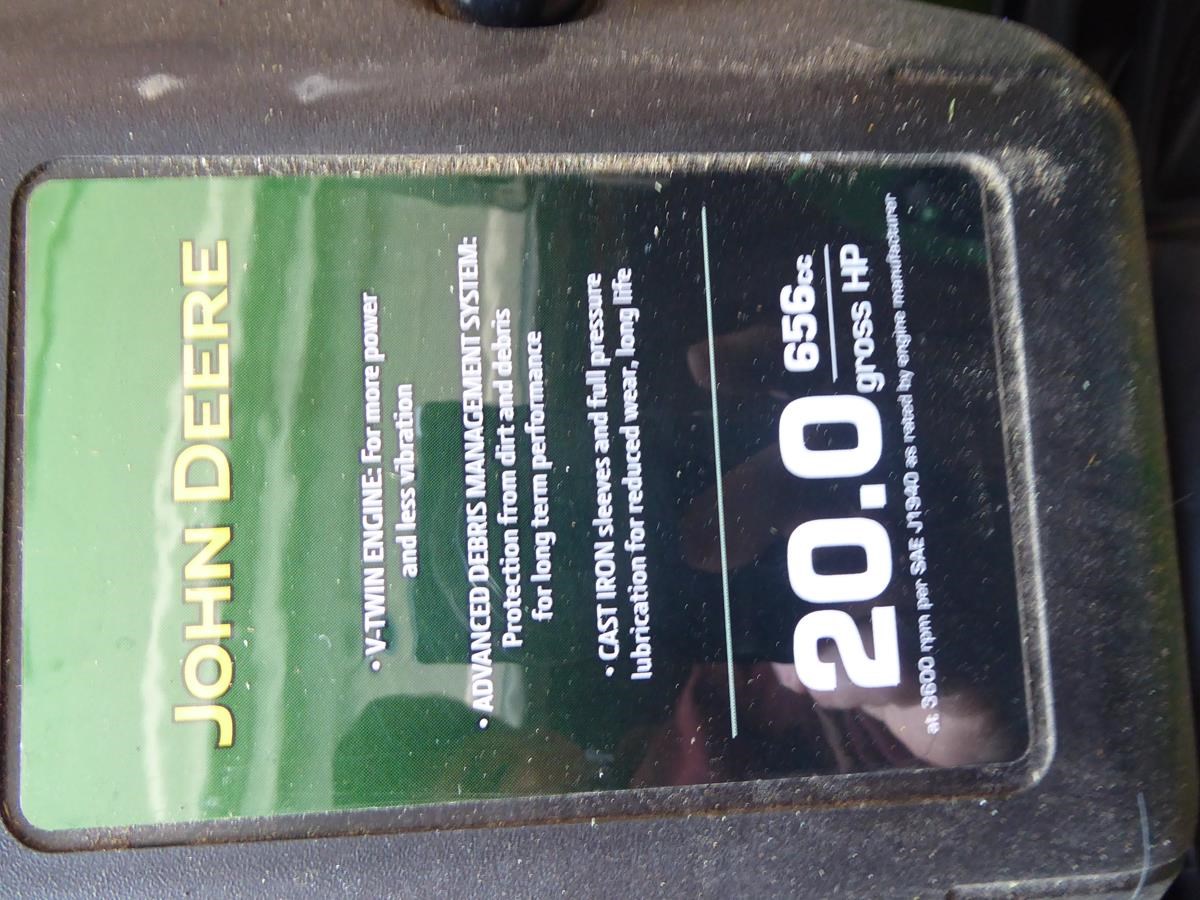 JOHN DEERE
• V-TWIN ENGINE: For more power
and less vibration
• ADVANCED DEBRIS MANAGEMENT SYSTEM:
Protection from dirt and debris
for long term performance
• CAST IRON sleeves and full pressure
lubrication for reduced wear, long life
20.0 656cc
gross HP
at 3600 rpm per SAE J1940 as rated by engine manufacturer